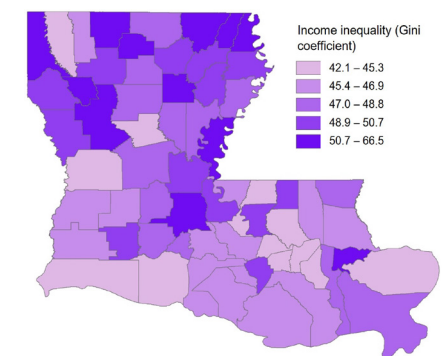 Income inequality (Gini
coefficient)
42.1 – 45.3
45.4 – 46.9
47.0 – 48.8
48.9 – 50.7
50.7 – 66.5